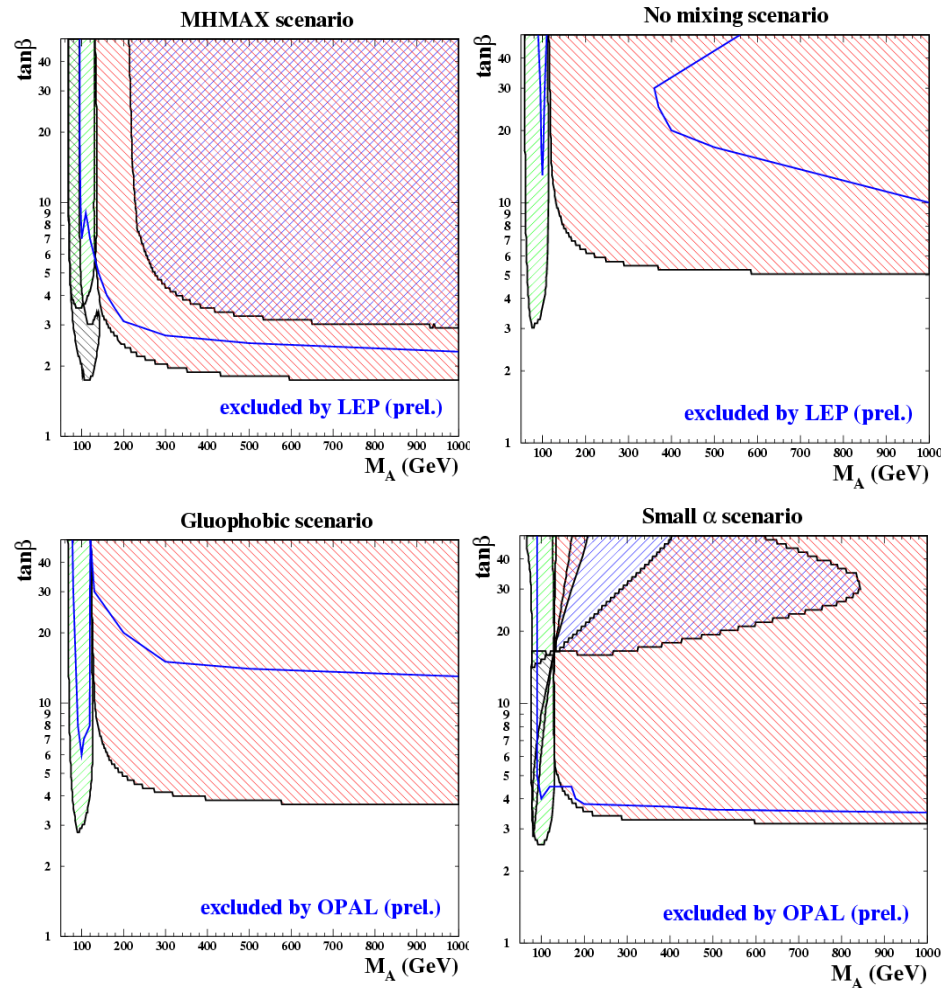 MHMAX scenario
tanβ
40
30
20
10
9
8
7
6
5
4
3
2
1
excluded by LEP (prel.)
100 200 300 400 500 600 700 800 900 1000
M_A (GeV)
No mixing scenario
tanβ
40
30
20
10
9
8
7
6
5
4
3
2
1
excluded by LEP (prel.)
100 200 300 400 500 600 700 800 900 1000
M_A (GeV)
Gluophobic scenario
tanβ
40
30
20
10
9
8
7
6
5
4
3
2
1
excluded by OPAL (prel.)
100 200 300 400 500 600 700 800 900 1000
M_A (GeV)
Small α scenario
tanβ
40
30
20
10
9
8
7
6
5
4
3
2
1
excluded by OPAL (prel.)
100 200 300 400 500 600 700 800 900 1000
M_A (GeV)